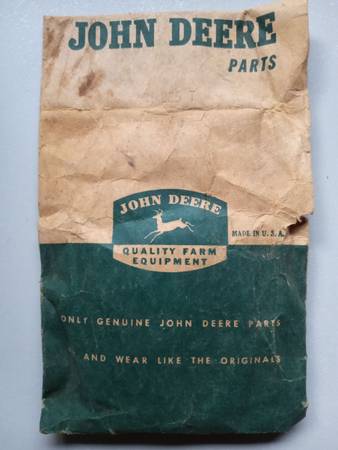 JOHN DEERE
PARTS
JOHN DEERE
MADE IN U.S.A.
QUALITY FARM
EQUIPMENT
ONLY GENUINE JOHN DEERE PARTS
AND WEAR LIKE THE ORIGINALS